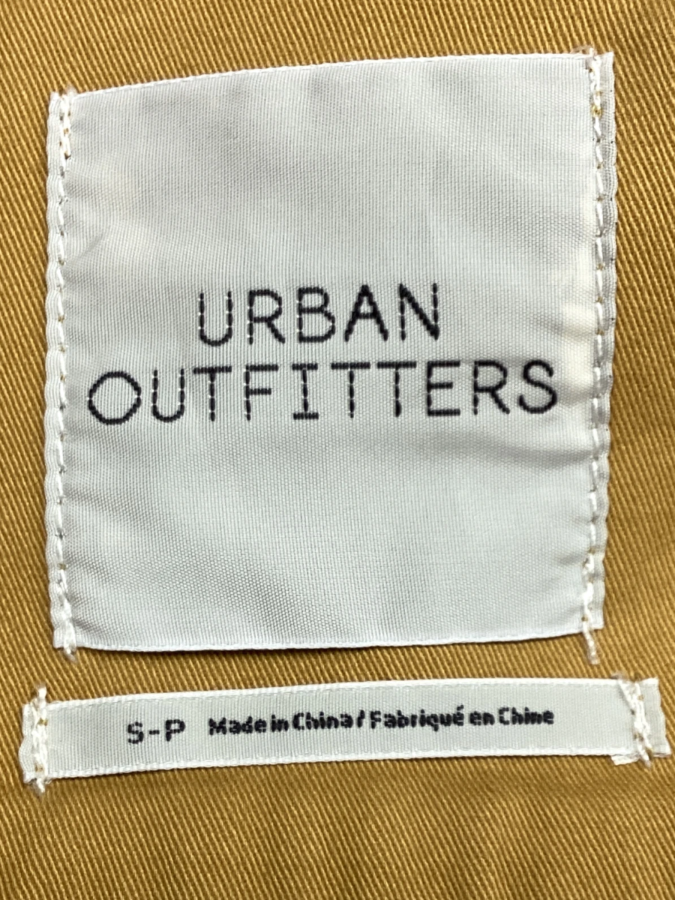 URBAN
OUTFITTERS
S-P Made in China / Fabriqué en Chine